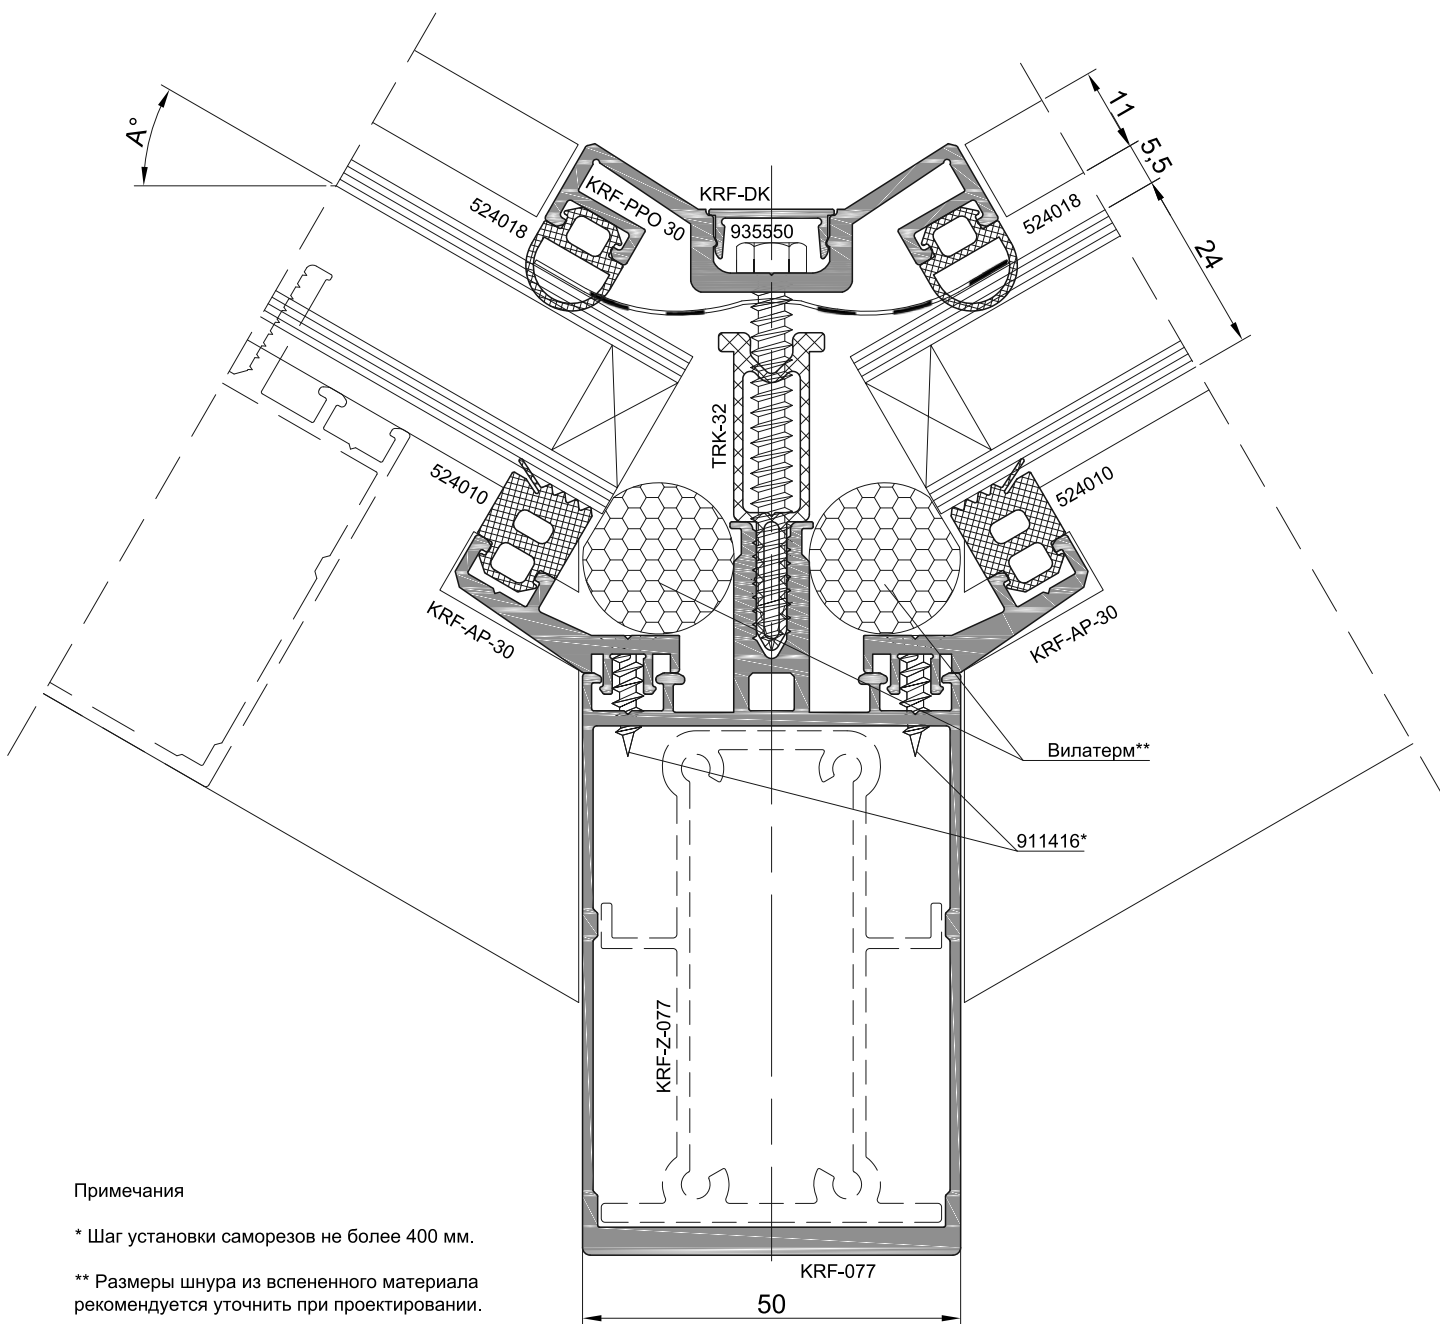 A°
11
5,5
24
KRF-DK
KRF-PPO 30
935550
524018
524018
TRK-32
524010
524010
KRF-AP-30
KRF-AP-30
Вилатерм**
911416*
KRF-Z-077
KRF-077
50
Примечания
* Шаг установки саморезов не более 400 мм.
** Размеры шнура из вспененного материала
рекомендуется уточнить при проектировании.